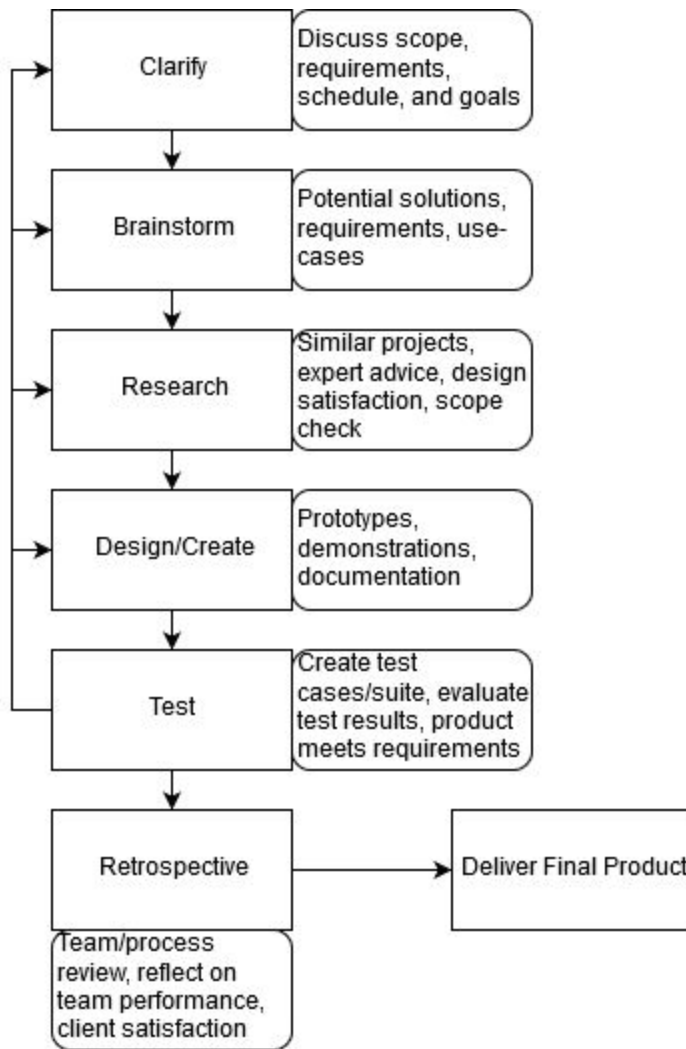 Clarify
Discuss scope,
requirements,
schedule, and goals
Brainstorm
Potential solutions,
requirements, use-
cases
Research
Similar projects,
expert advice, design
satisfaction, scope
check
Design/Create
Prototypes,
demonstrations,
documentation
Test
Create test
cases/suite, evaluate
test results, product
meets requirements
Retrospective
Deliver Final Product
Team/process
review, reflect on
team performance,
client satisfaction